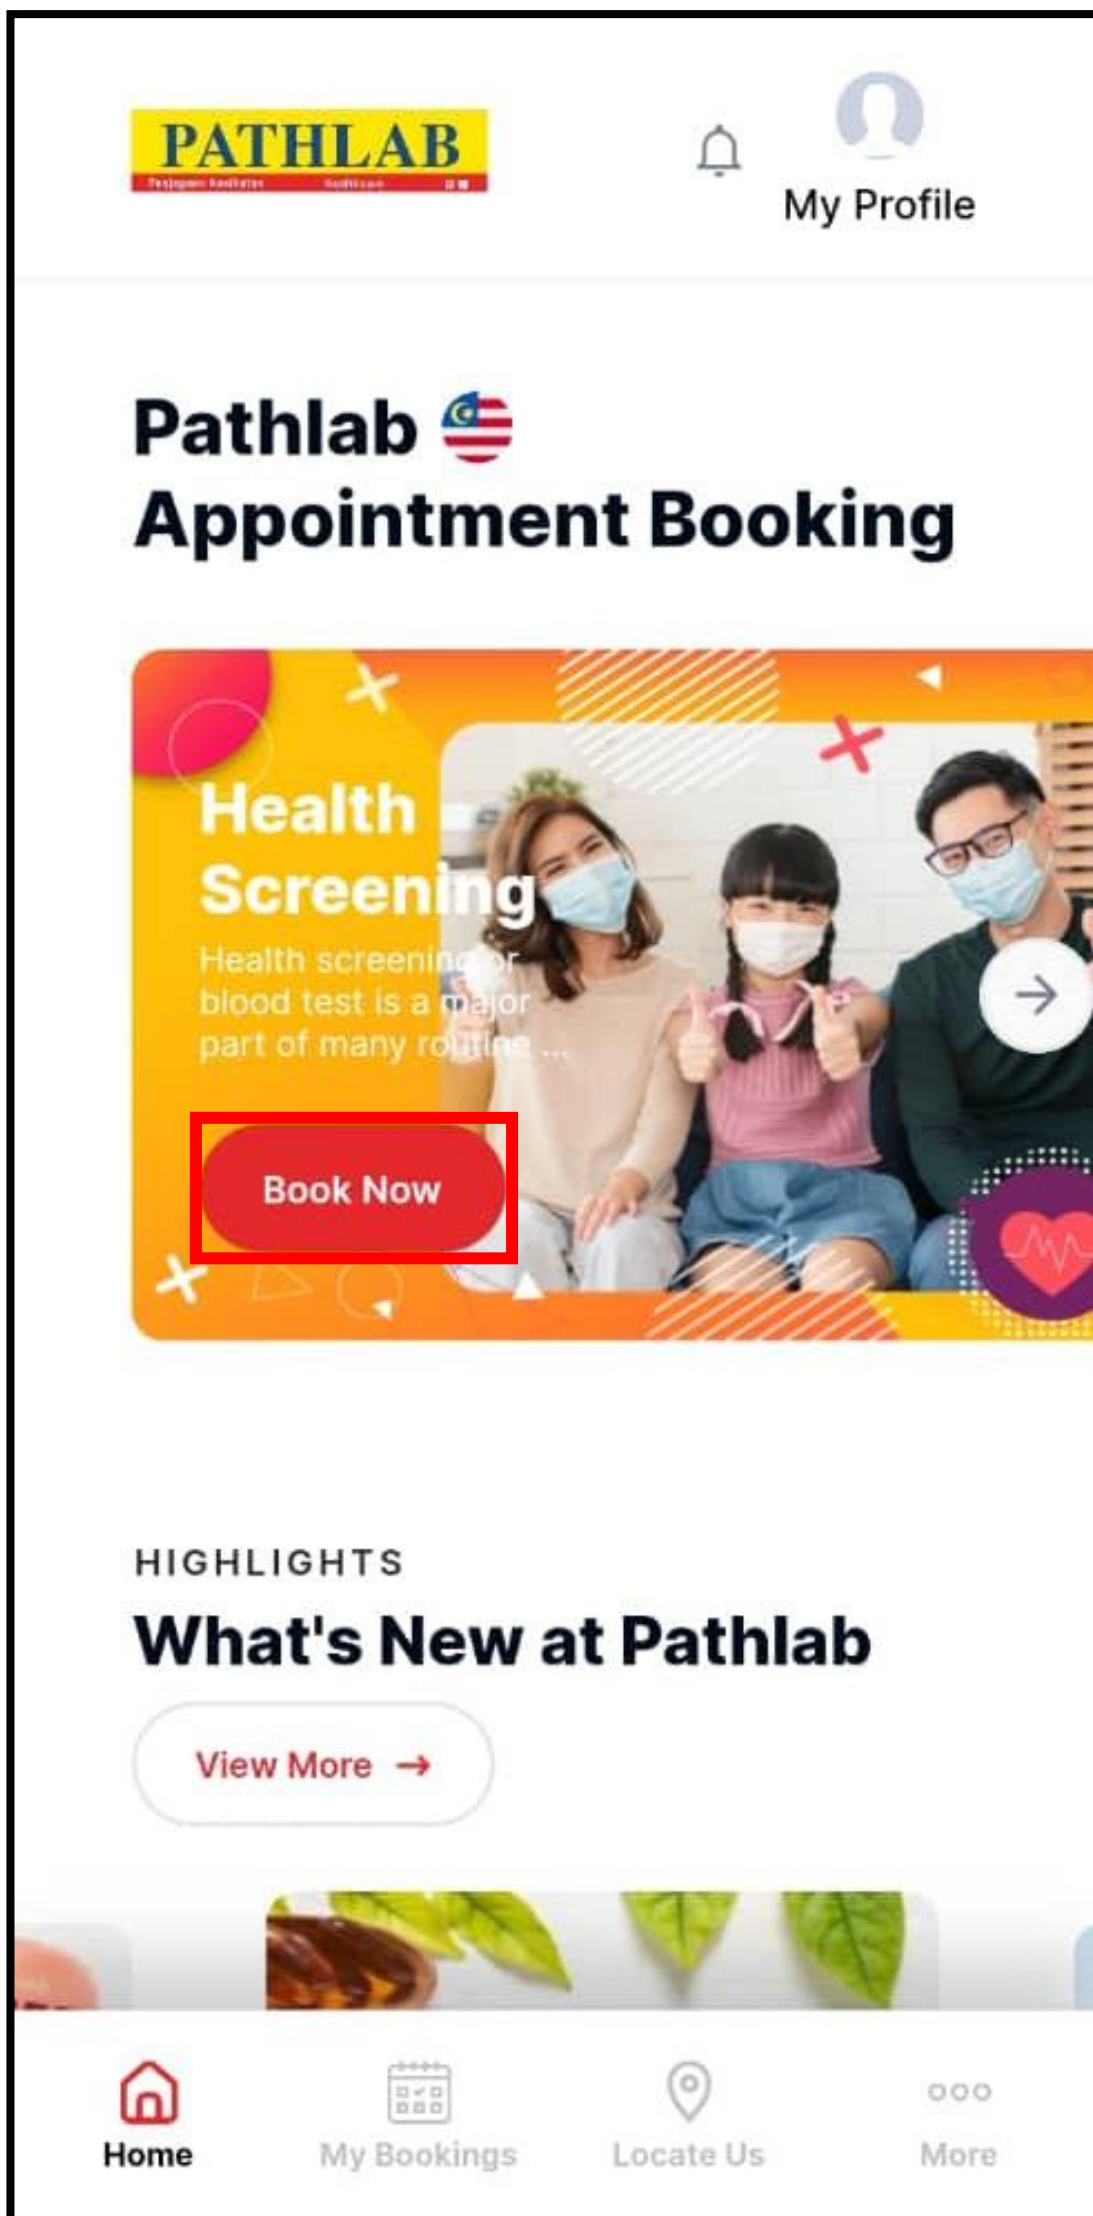 PATHLAB
My Profile
Pathlab
Appointment Booking
Health
Screening
Health screening or
blood test is a major
part of many routine ...
Book Now
HIGHLIGHTS
What's New at Pathlab
View More →
Home
My Bookings
Locate Us
More